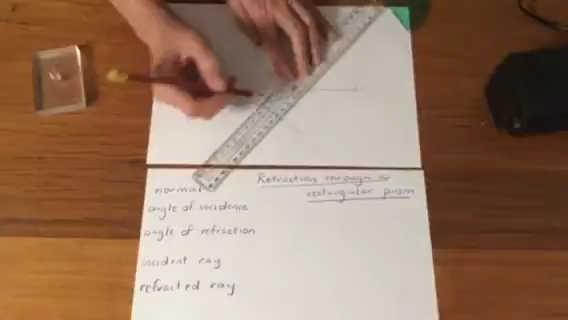 Refraction through a
rectangular prism
normal
angle of incidence
angle of refraction
incident ray
refracted ray